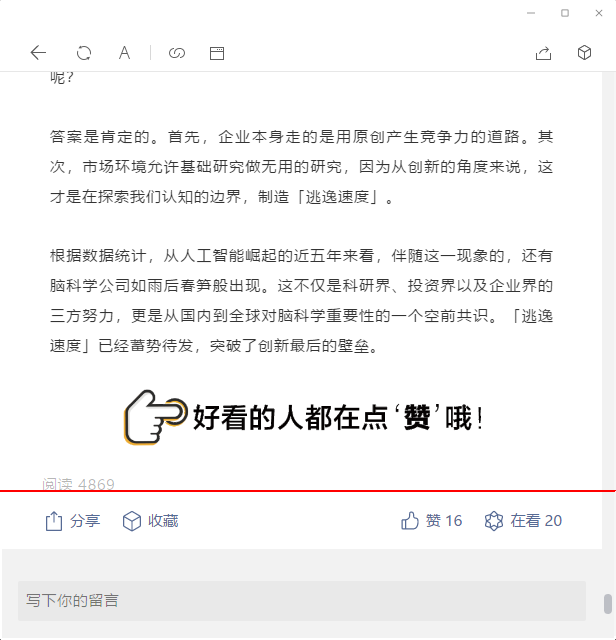 呢?
答案是肯定的。首先，企业本身走的是用原创产生竞争力的道路。其
次，市场环境允许基础研究做无用的研究，因为从创新的角度来说，这
才是在探索我们认知的边界，制造「逃逸速度」。
根据数据统计，从人工智能崛起的近五年来看，伴随这一现象的，还有
脑科学公司如雨后春笋般出现。这不仅是科研界、投资界以及企业界的
三方努力，更是从国内到全球对脑科学重要性的一个空前共识。「逃逸
速度」已经蓄势待发，突破了创新最后的壁垒。
好看的人都在点‘赞’哦!
阅读 4869
分享 收藏 赞 16 在看 20
写下你的留言